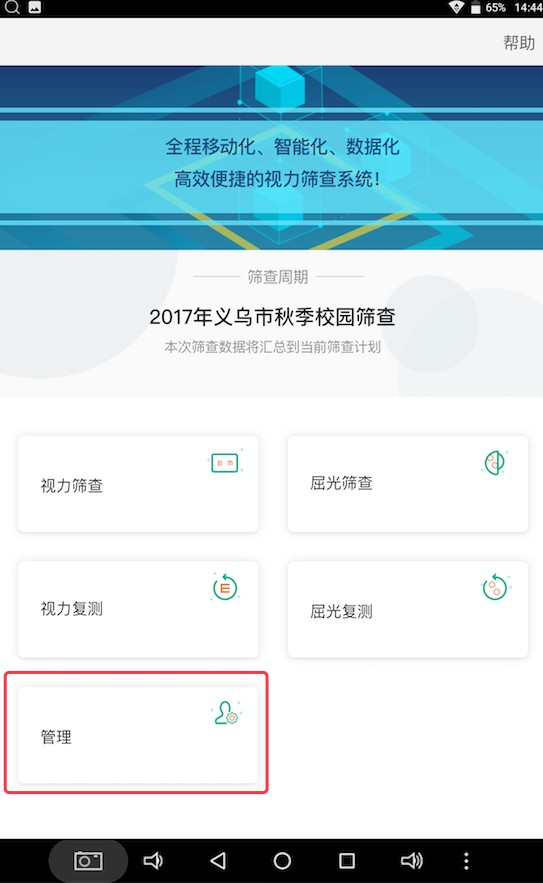 65% 14:44
帮助
全程移动化、智能化、数据化
高效便捷的视力筛查系统!
筛查周期
2017年义乌市秋季校园筛查
本次筛查数据将汇总到当前筛查计划
视力筛查
屈光筛查
视力复测
屈光复测
管理